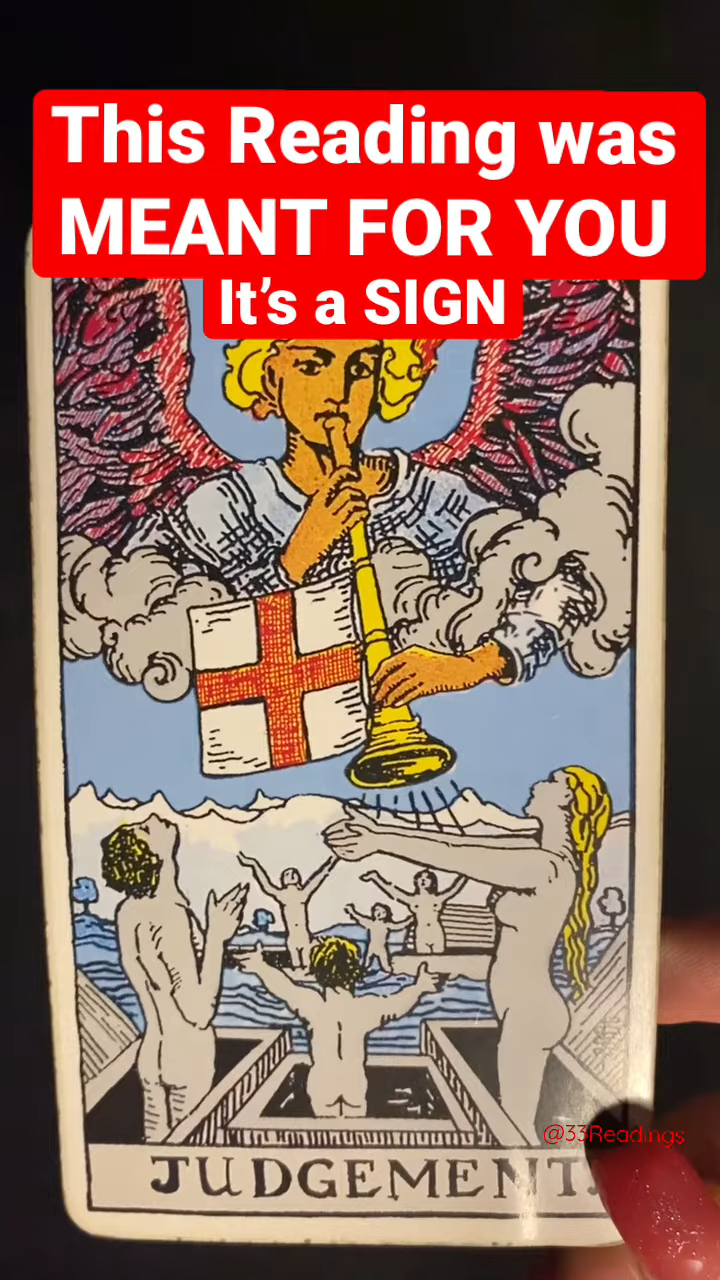 This Reading was
MEANT FOR YOU
It's a SIGN
@33Readings
JUDGEMENT.